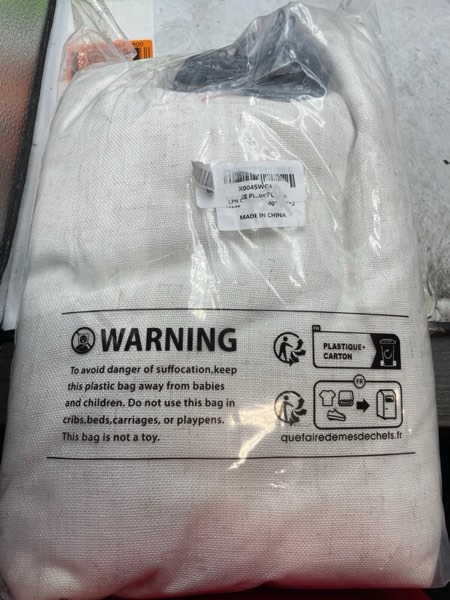 MADE IN CHINA
WARNING
To avoid danger of suffocation,keep
this plastic bag away from babies
and children. Do not use this bag in
cribs,beds,carriages, or playpens.
This bag is not a toy.
FR
PLASTIQUE+
CARTON
FR
quefairedemesdechets.fr